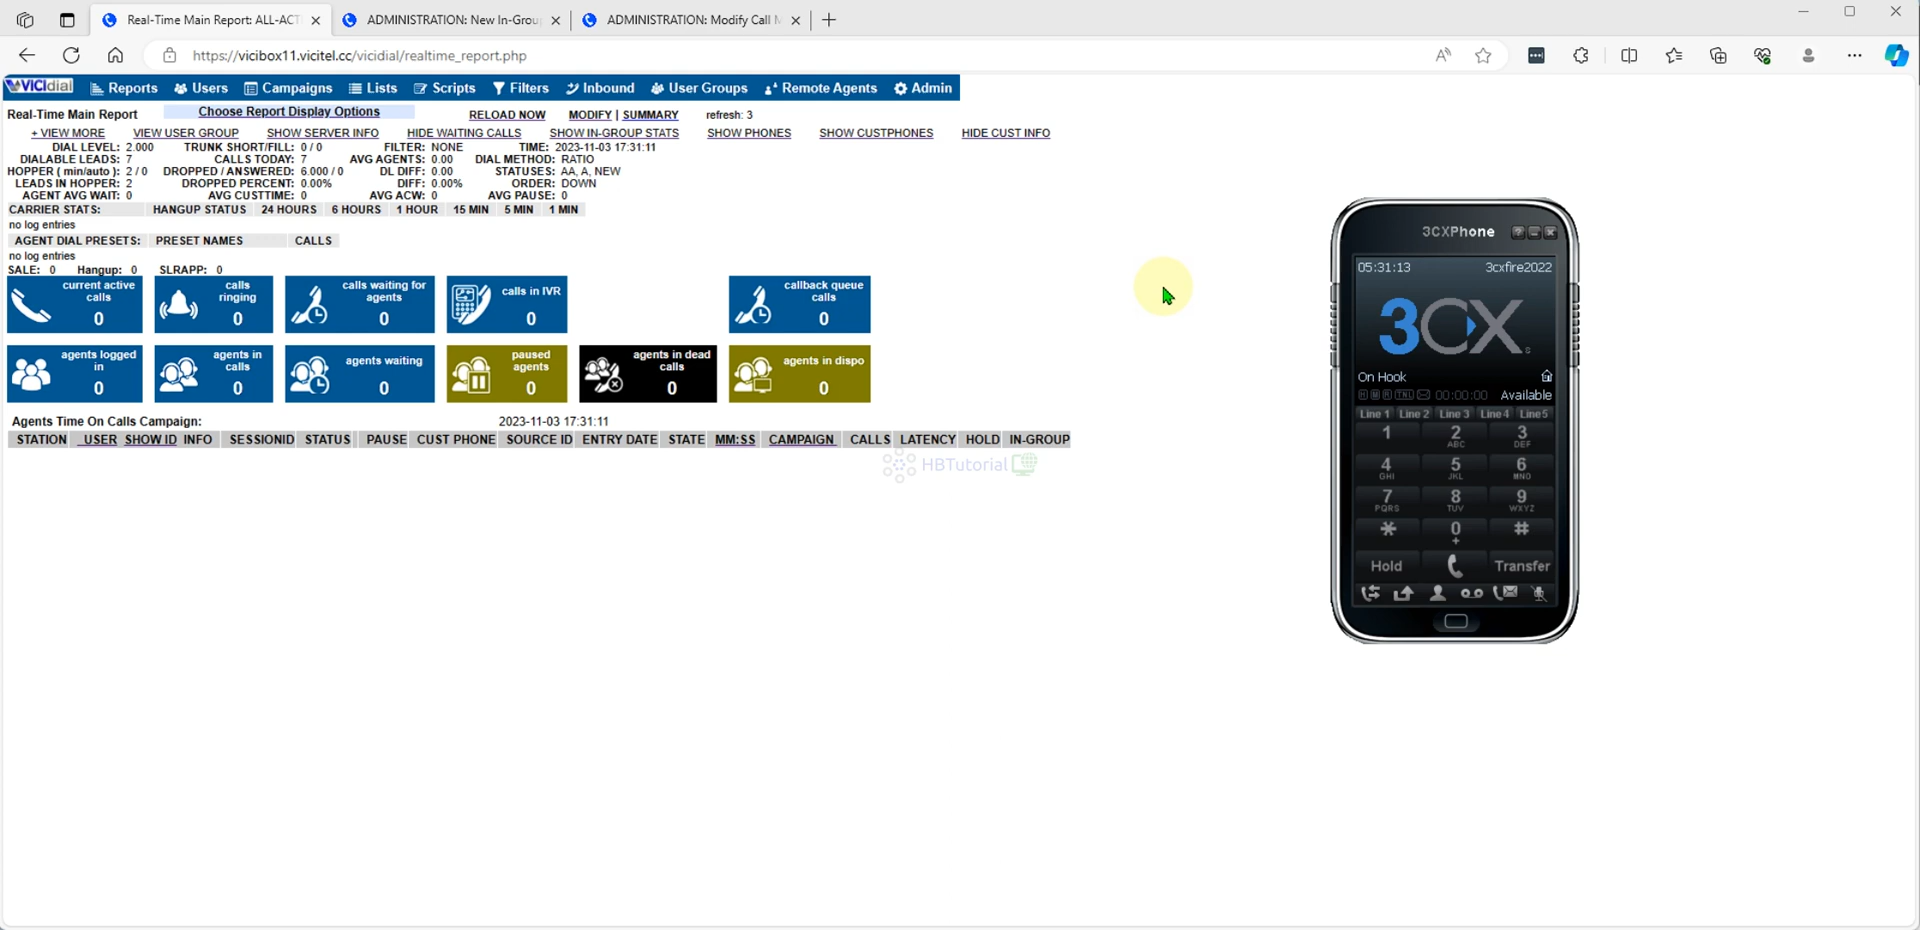 Real-Time Main Report: ALL-ACTI
ADMINISTRATION: New In-Grou
ADMINISTRATION: Modify Call M
https://vicibox11.vicitel.cc/vicidial/realtime_report.php
VICIdial Reports Users Campaigns Lists Scripts Filters Inbound User Groups Remote Agents Admin
Real-Time Main Report Choose Report Display Options RELOAD NOW MODIFY | SUMMARY refresh: 3
+ VIEW MORE VIEW USER GROUP SHOW SERVER INFO HIDE WAITING CALLS SHOW IN-GROUP STATS SHOW PHONES SHOW CUSTPHONES HIDE CUST INFO
DIAL LEVEL: 2.000 TRUNK SHORT/FILL: 0 / 0 FILTER: NONE TIME: 2023-11-03 17:31:11
DIALABLE LEADS: 7 CALLS TODAY: 7 AVG AGENTS: 0.00 DIAL METHOD: RATIO
HOPPER ( min/auto ): 2 / 0 DROPPED / ANSWERED: 6.000 / 0 DL DIFF: 0.00 STATUSES: AA, A, NEW
LEADS IN HOPPER: 2 DROPPED PERCENT: 0.00% DIFF: 0.00% ORDER: DOWN
AGENT AVG WAIT: 0 AVG CUSTTIME: 0 AVG ACW: 0 AVG PAUSE: 0
CARRIER STATS: HANGUP STATUS 24 HOURS 6 HOURS 1 HOUR 15 MIN 5 MIN 1 MIN
no log entries
AGENT DIAL PRESETS: PRESET NAMES CALLS
no log entries
SALE: 0 Hangup: 0 SLRAPP: 0
current active calls 0
calls ringing 0
calls waiting for agents 0
calls in IVR 0
callback queue calls 0
agents logged in 0
agents in calls 0
agents waiting 0
paused agents 0
agents in dead calls 0
agents in dispo 0
Agents Time On Calls Campaign: 2023-11-03 17:31:11
STATION USER SHOW ID INFO SESSIONID STATUS PAUSE CUST PHONE SOURCE ID ENTRY DATE STATE MM:SS CAMPAIGN CALLS LATENCY HOLD IN-GROUP
HBTutorial
3CXPhone
05:31:13 3cxfire2022
3CX
On Hook
00:00:00 Available
Line 1 Line 2 Line 3 Line 4 Line5
1 2 3
ABC DEF
4 5 6
GHI JKL MNO
7 8 9
PQRS TUV WXYZ
* 0 #
+
Hold Transfer